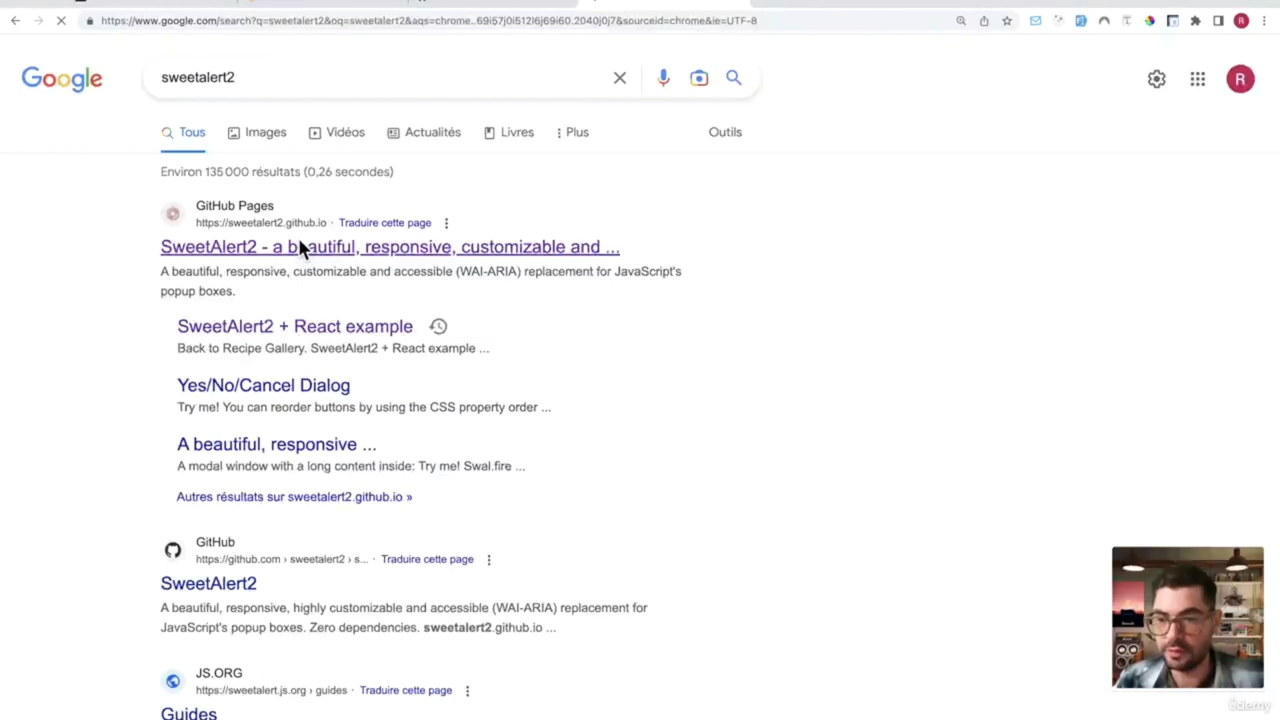 https://www.google.com/search?q=sweetalert2&oq=sweetalert2&aqs=chrome..69i57j0i512l6j69i60.2040j0j7&sourceid=chrome&ie=UTF-8
R
Google
sweetalert2
R
Tous
Images
Vidéos
Actualités
Livres
Plus
Outils
Environ 135 000 résultats (0,26 secondes)
GitHub Pages
https://sweetalert2.github.io · Traduire cette page
SweetAlert2 - a beautiful, responsive, customizable and ...
A beautiful, responsive, customizable and accessible (WAI-ARIA) replacement for JavaScript's
popup boxes.
SweetAlert2 + React example
Back to Recipe Gallery. SweetAlert2 + React example ...
Yes/No/Cancel Dialog
Try me! You can reorder buttons by using the CSS property order ...
A beautiful, responsive ...
A modal window with a long content inside: Try me! Swal.fire ...
Autres résultats sur sweetalert2.github.io »
GitHub
https://github.com › sweetalert2 › s... · Traduire cette page
SweetAlert2
A beautiful, responsive, highly customizable and accessible (WAI-ARIA) replacement for
JavaScript's popup boxes. Zero dependencies. sweetalert2.github.io ...
JS.ORG
https://sweetalert.js.org › guides · Traduire cette page
Guides
ûdemy